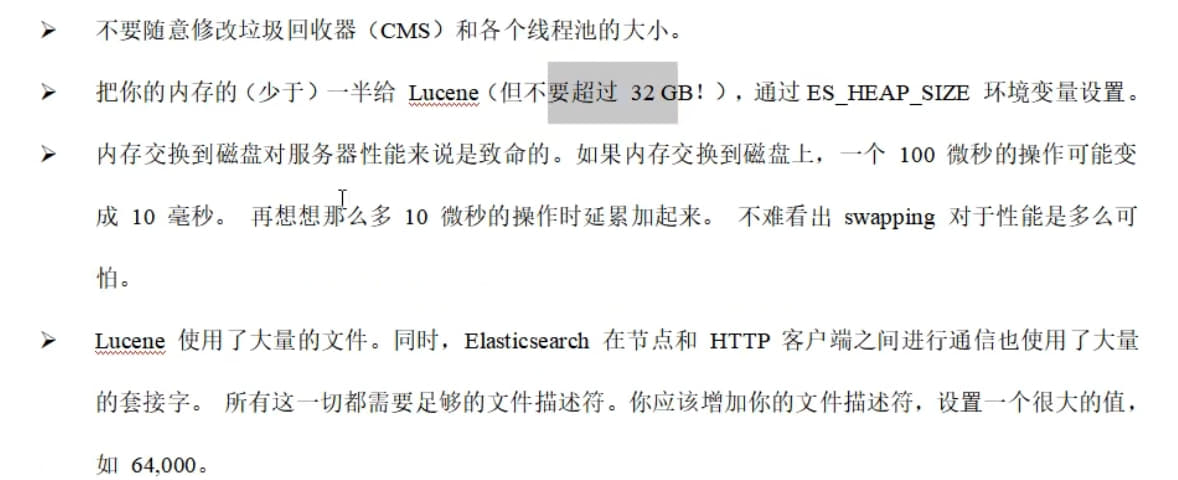 ➢ 不要随意修改垃圾回收器（CMS）和各个线程池的大小。
➢ 把你的内存的（少于）一半给 Lucene（但不要超过 32 GB！），通过 ES_HEAP_SIZE 环境变量设置。
➢ 内存交换到磁盘对服务器性能来说是致命的。如果内存交换到磁盘上，一个 100 微秒的操作可能变
成 10 毫秒。 再想想那么多 10 微秒的操作时延累加起来。 不难看出 swapping 对于性能是多么可
怕。
➢ Lucene 使用了大量的文件。同时，Elasticsearch 在节点和 HTTP 客户端之间进行通信也使用了大量
的套接字。 所有这一切都需要足够的文件描述符。你应该增加你的文件描述符，设置一个很大的值，
如 64,000。